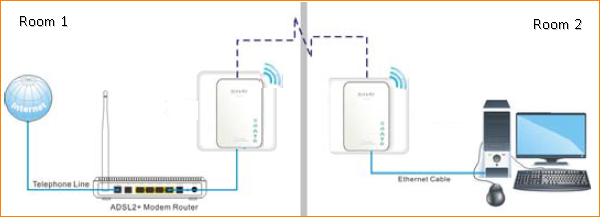 Room 1
Room 2
Internet
Telephone Line
ADSL2+ Modem Router
Ethernet Cable